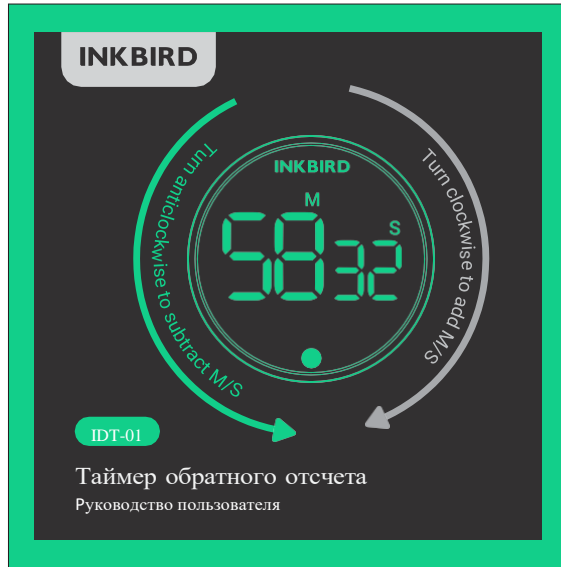 INKBIRD
Turn anticlockwise to subtract M/S
Turn clockwise to add M/S
INKBIRD
M
S
58 32
IDT-01
Таймер обратного отсчета
Руководство пользователя